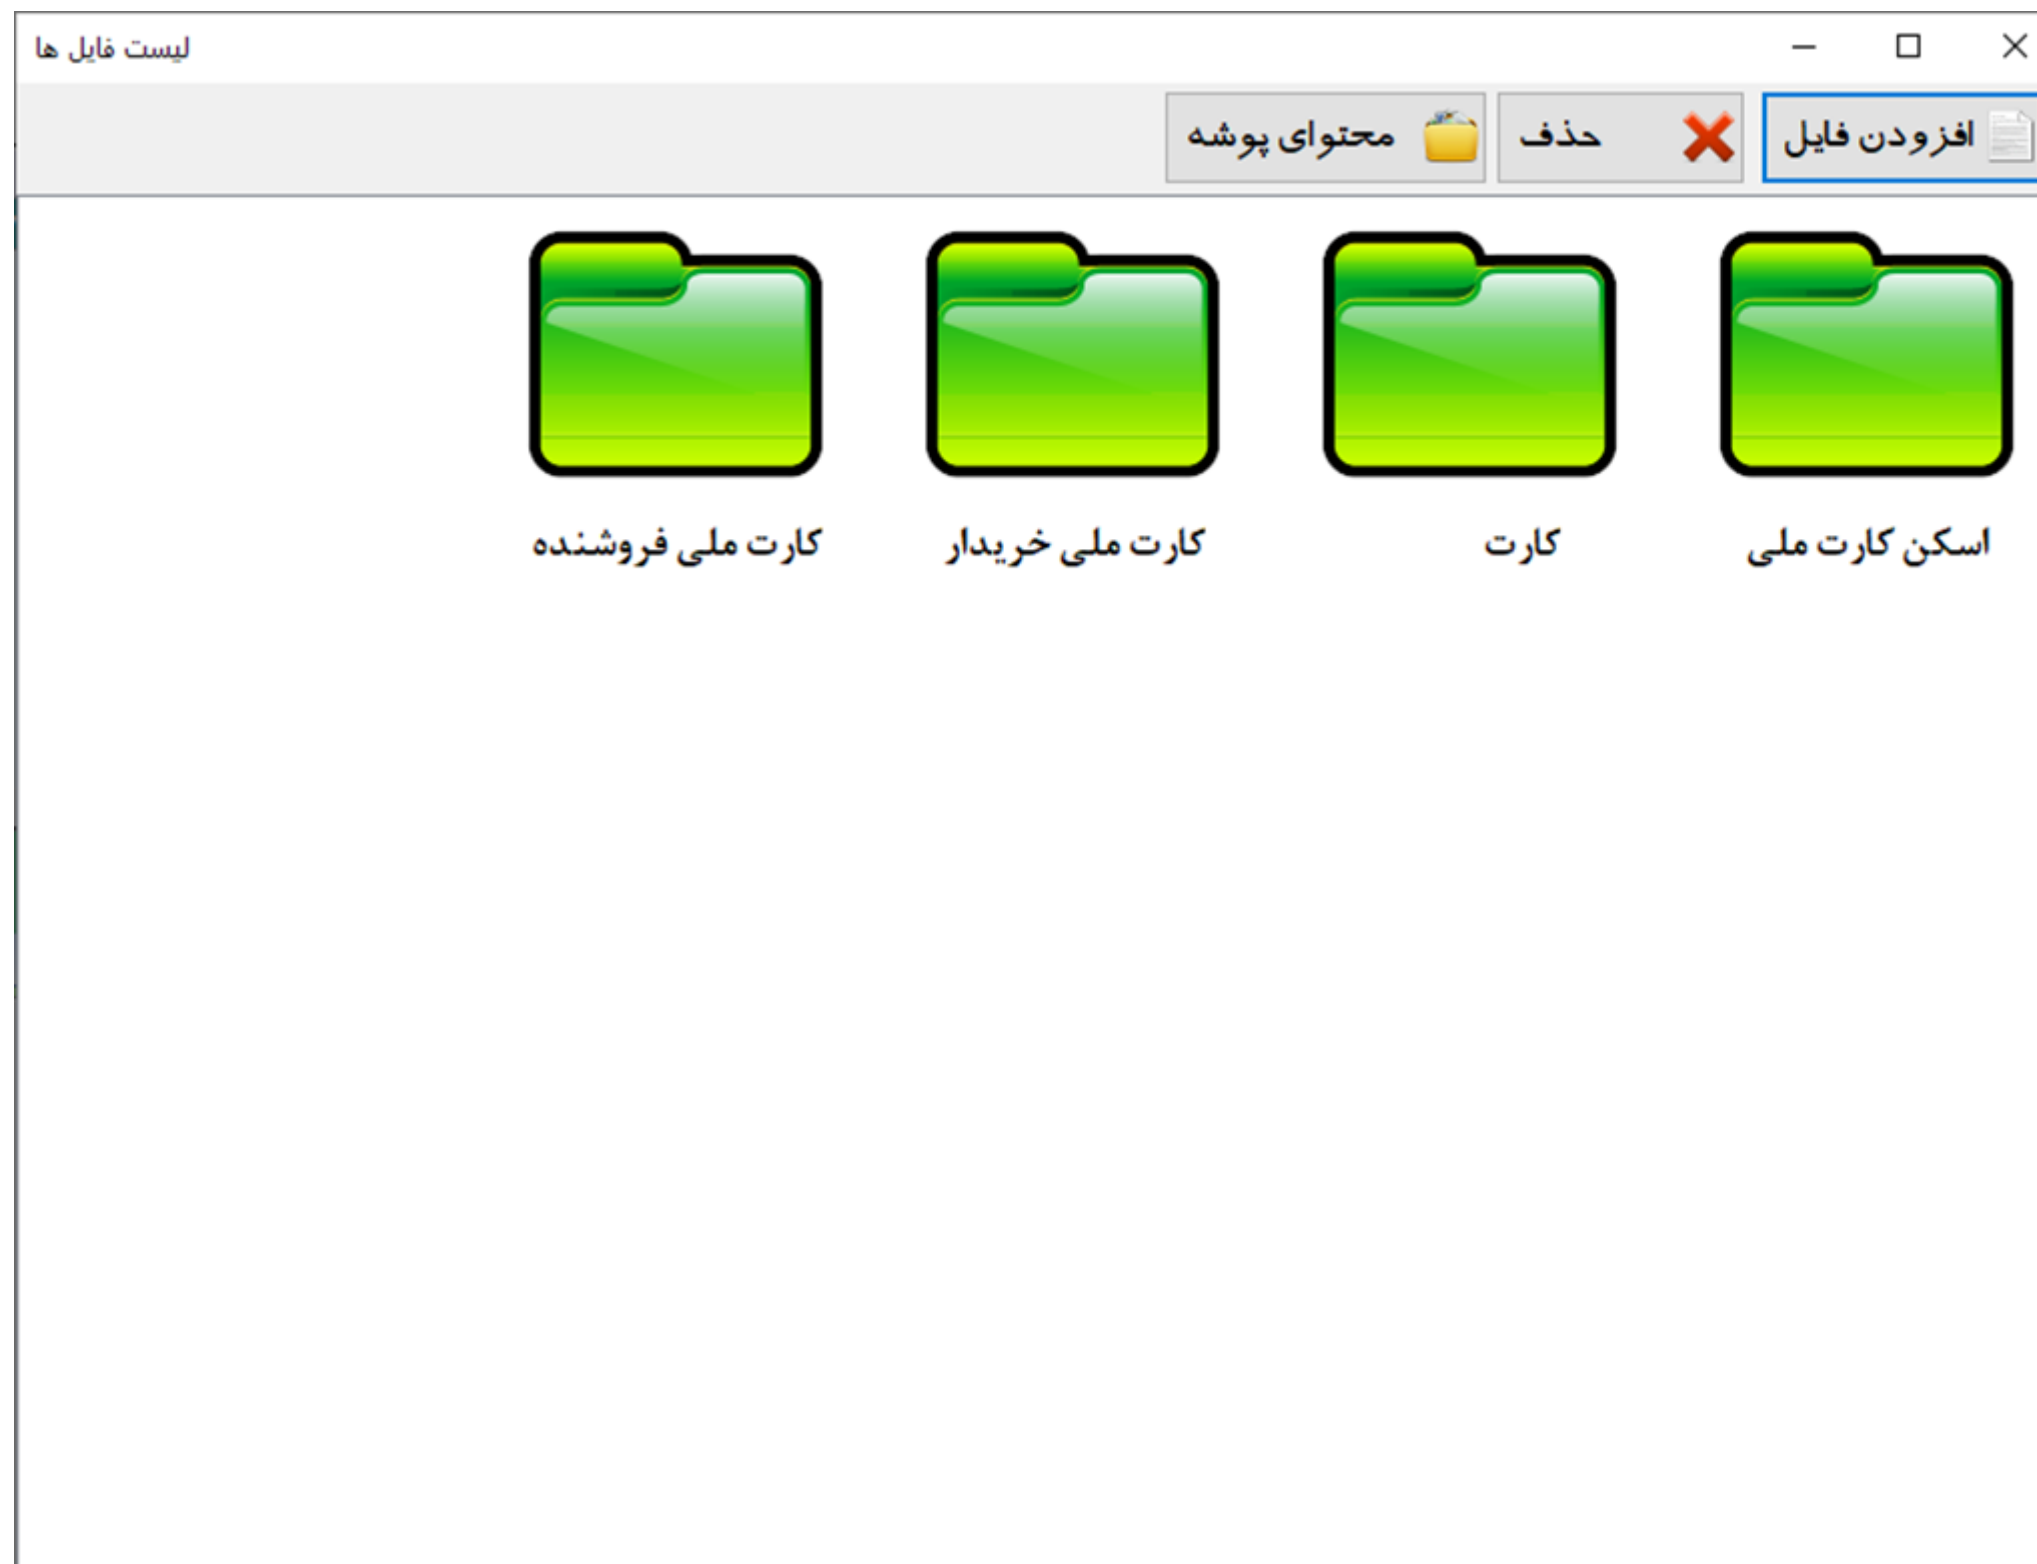 لیست فایل ها
افزودن فایل
حذف
محتوای پوشه
اسکن کارت ملی
کارت
کارت ملی خریدار
کارت ملی فروشنده